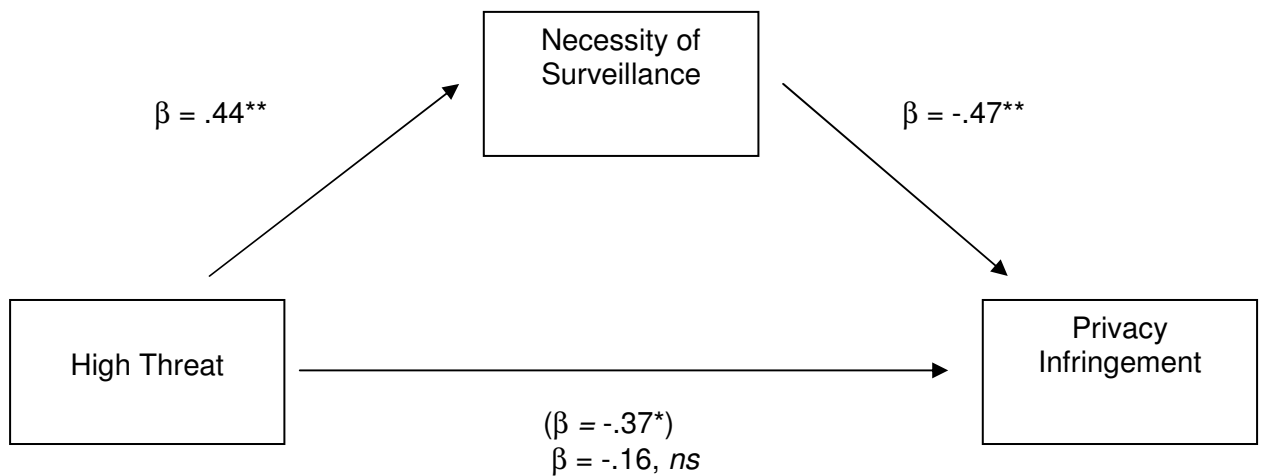 Necessity of
Surveillance
β = .44**
β = -.47**
High Threat
Privacy
Infringement
(β = -.37*)
β = -.16, ns